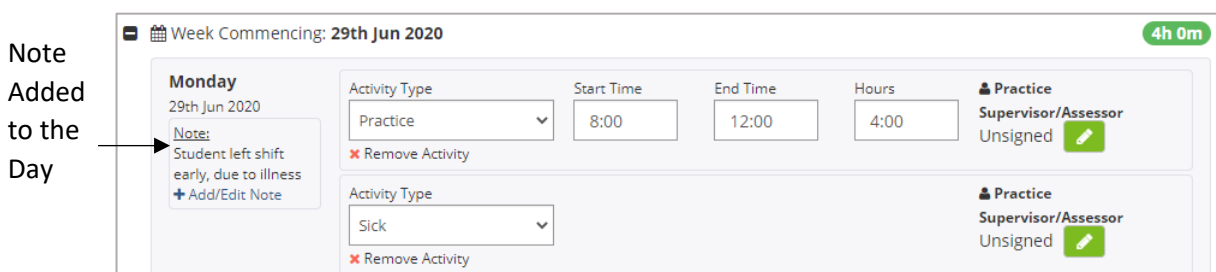 Note
Added
to the
Day
Week Commencing: 29th Jun 2020
4h 0m
Monday
29th Jun 2020
Note:
Student left shift
early, due to illness
+ Add/Edit Note
Activity Type
Start Time
End Time
Hours
Practice
8:00
12:00
4:00
Remove Activity
Practice
Supervisor/Assessor
Unsigned
Activity Type
Sick
Remove Activity
Practice
Supervisor/Assessor
Unsigned